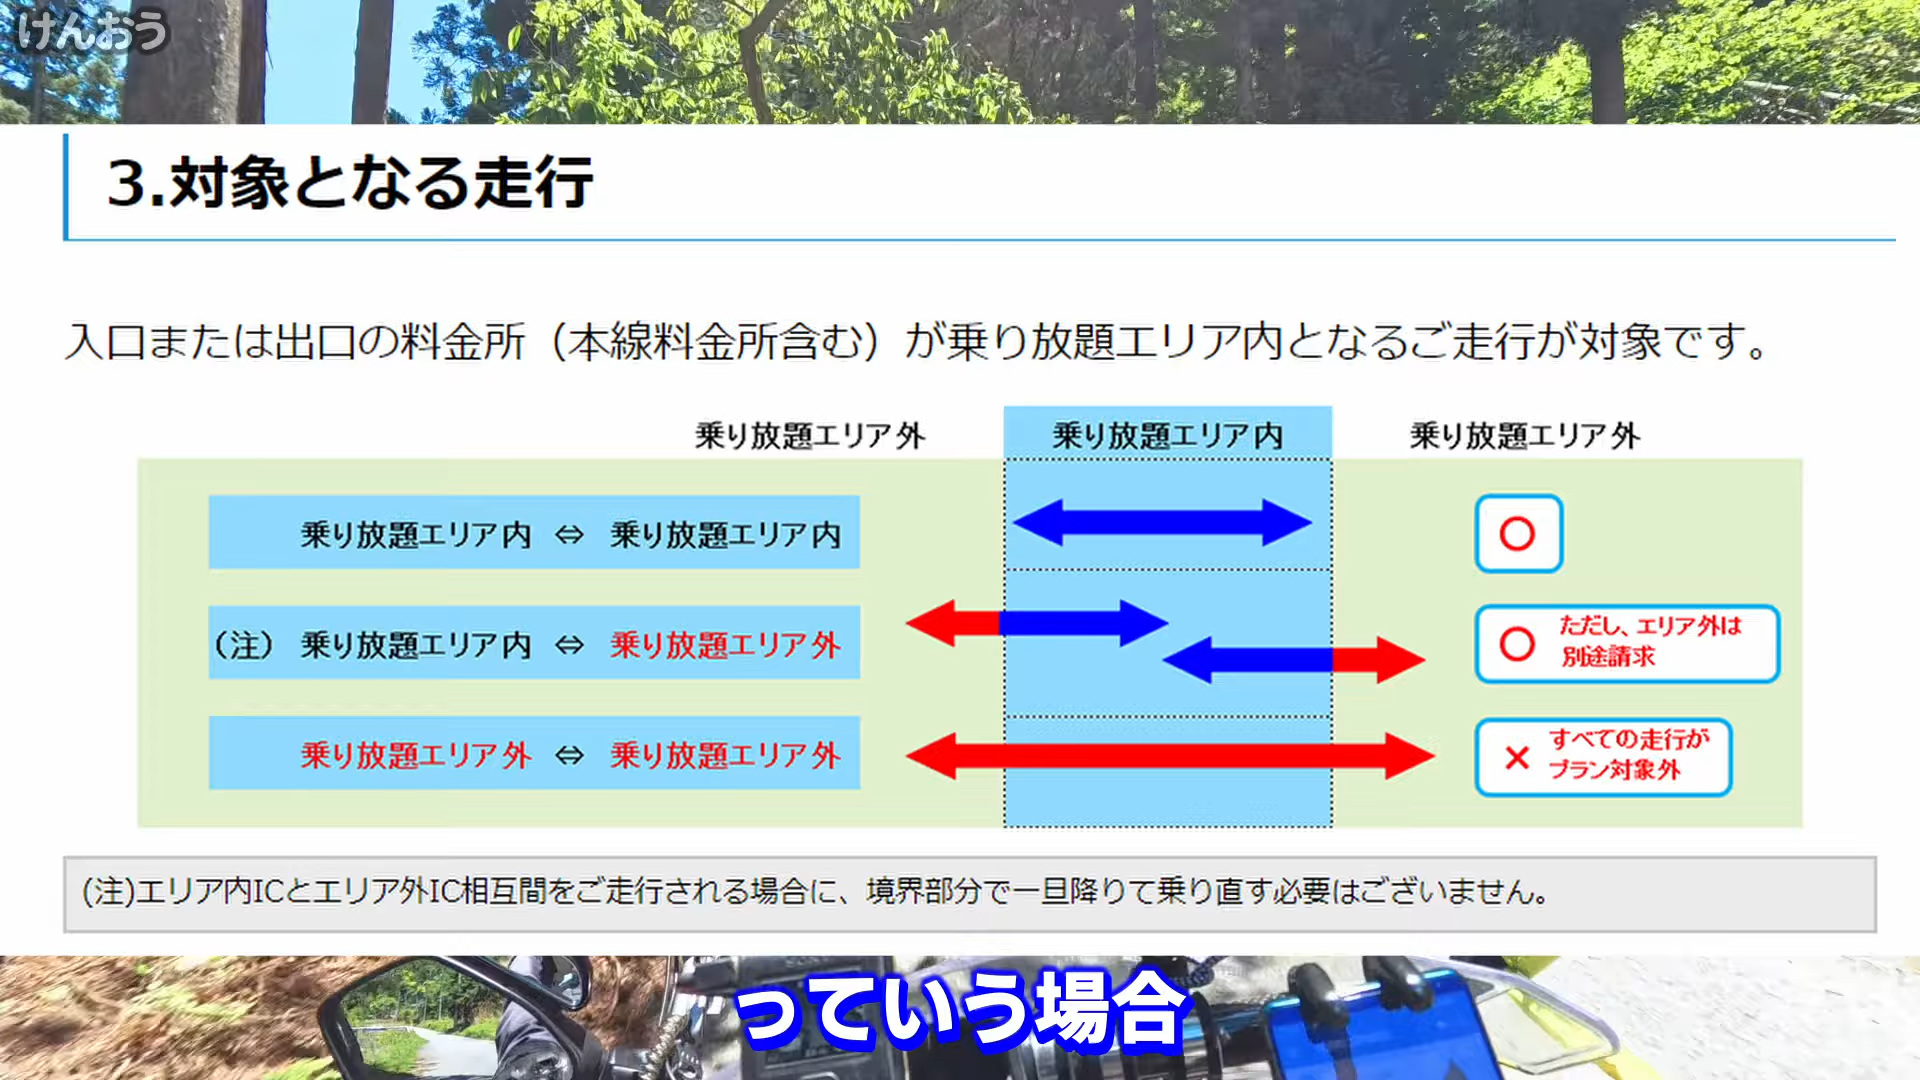 けんおう
3.対象となる走行
入口または出口の料金所（本線料金所含む）が乗り放題エリア内となるご走行が対象です。
乗り放題エリア外 乗り放題エリア内 乗り放題エリア外
乗り放題エリア内 ⇔ 乗り放題エリア内
○
（注） 乗り放題エリア内 ⇔ 乗り放題エリア外
○ ただし、エリア外は
別途請求
乗り放題エリア外 ⇔ 乗り放題エリア外
× すべての走行が
プラン対象外
(注)エリア内ICとエリア外IC相互間をご走行される場合に、境界部分で一旦降りて乗り直す必要はございません。
っていう場合